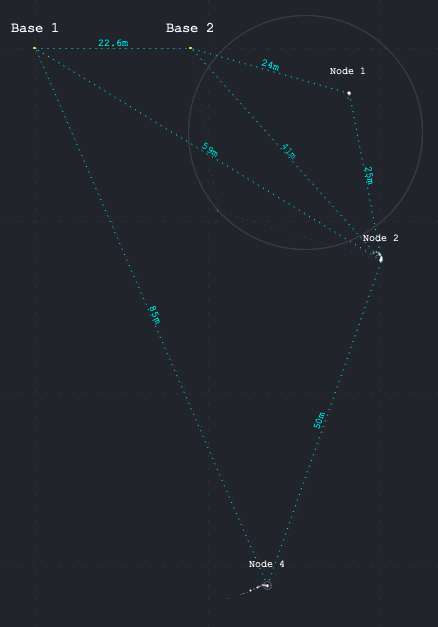 Base 1
Base 2
22.6m
24m
Node 1
59m
41m
25m
Node 2
85m
50m
Node 4